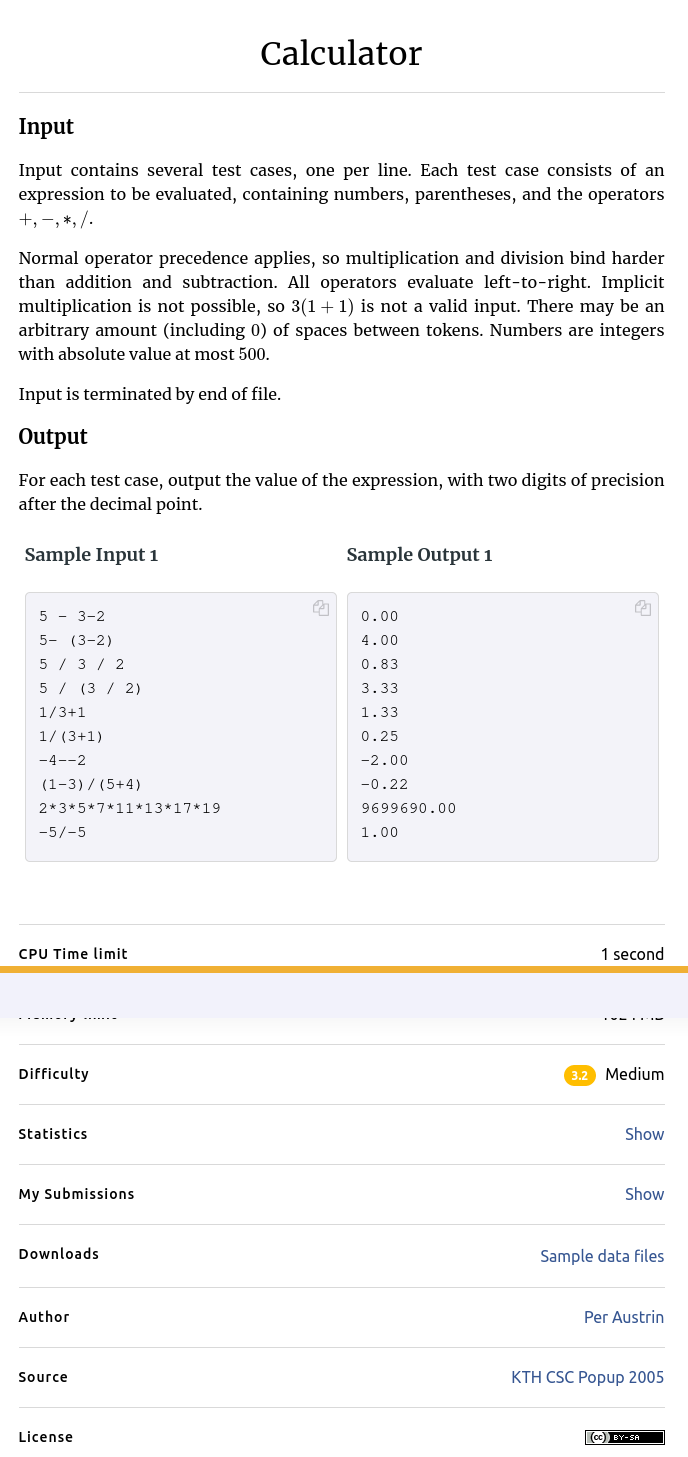 Calculator
Input
Input contains several test cases, one per line. Each test case consists of an
expression to be evaluated, containing numbers, parentheses, and the operators
+, −, *, /.
Normal operator precedence applies, so multiplication and division bind harder
than addition and subtraction. All operators evaluate left-to-right. Implicit
multiplication is not possible, so 3(1 + 1) is not a valid input. There may be an
arbitrary amount (including 0) of spaces between tokens. Numbers are integers
with absolute value at most 500.
Input is terminated by end of file.
Output
For each test case, output the value of the expression, with two digits of precision
after the decimal point.
Sample Input 1 Sample Output 1
5 - 3-2 0.00
5- (3-2) 4.00
5 / 3 / 2 0.83
5 / (3 / 2) 3.33
1/3+1 1.33
1/(3+1) 0.25
-4--2 -2.00
(1-3)/(5+4) -0.22
2*3*5*7*11*13*17*19 9699690.00
-5/-5 1.00
CPU Time limit 1 second
Difficulty 3.2 Medium
Statistics Show
My Submissions Show
Downloads Sample data files
Author Per Austrin
Source KTH CSC Popup 2005
License (cc) BY-SA